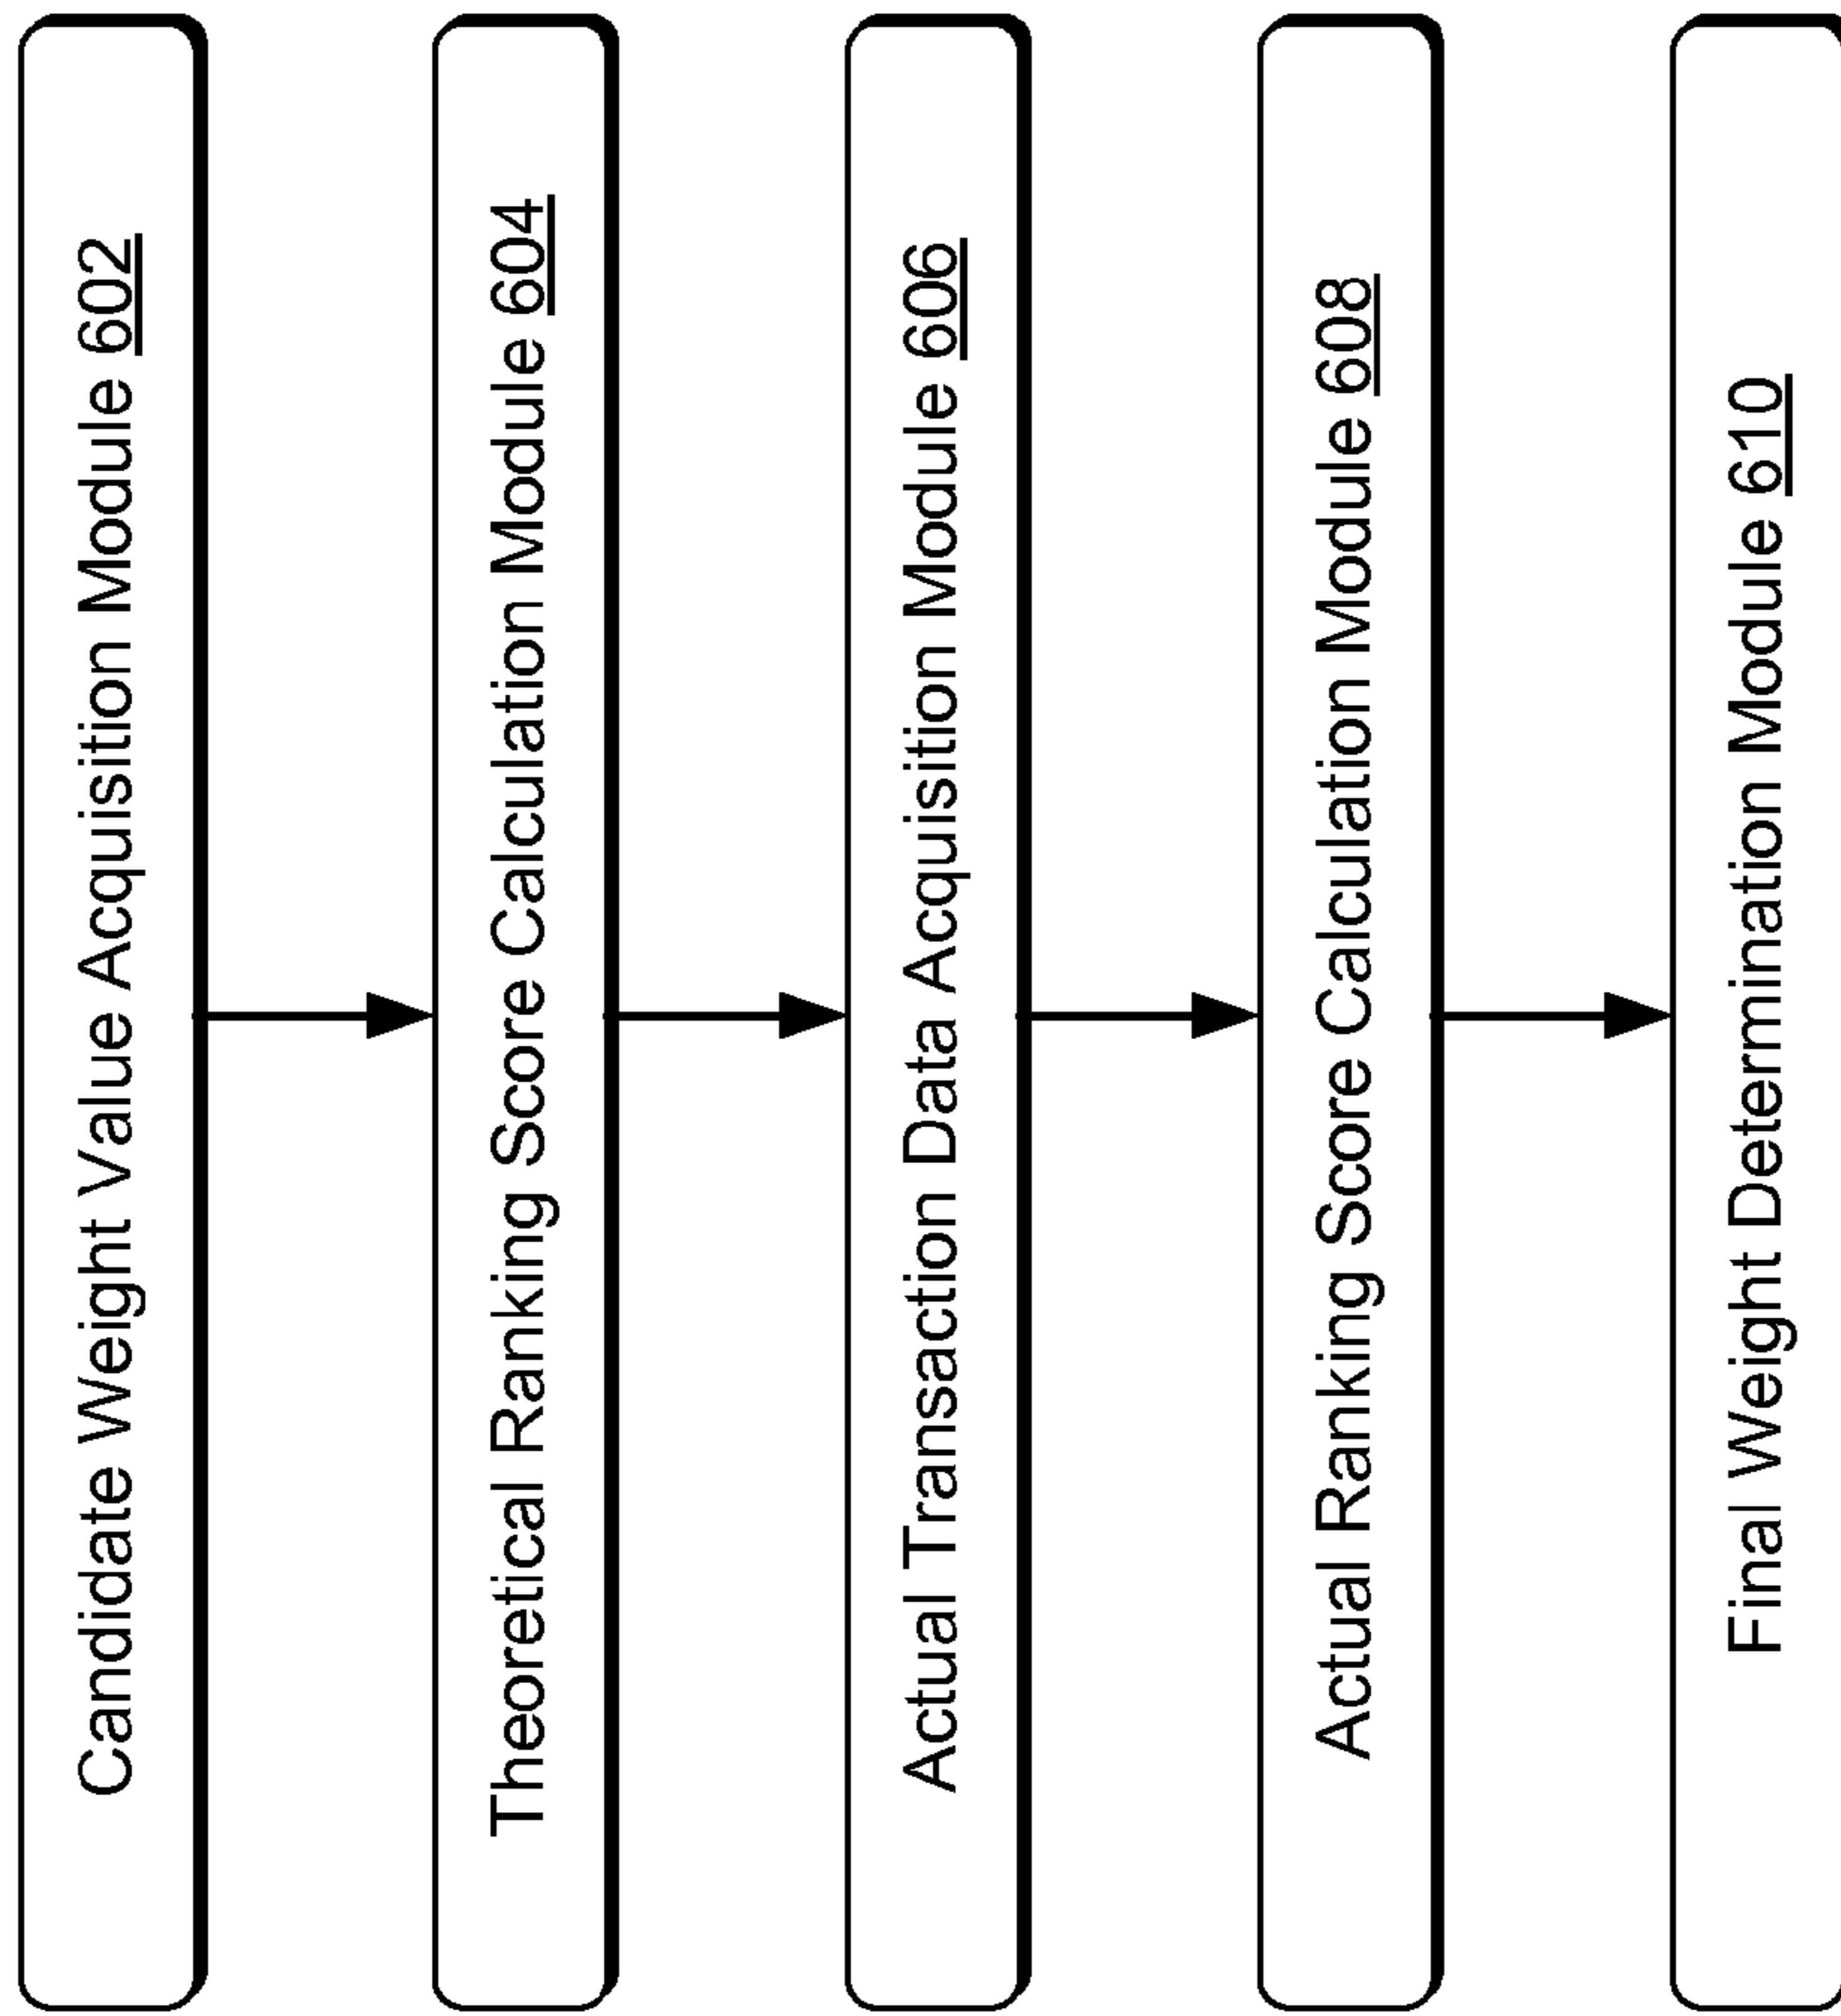 Candidate Weight Value Acquisition Module 602
Theoretical Ranking Score Calculation Module 604
Actual Transaction Data Acquisition Module 606
Actual Ranking Score Calculation Module 608
Final Weight Determination Module 610